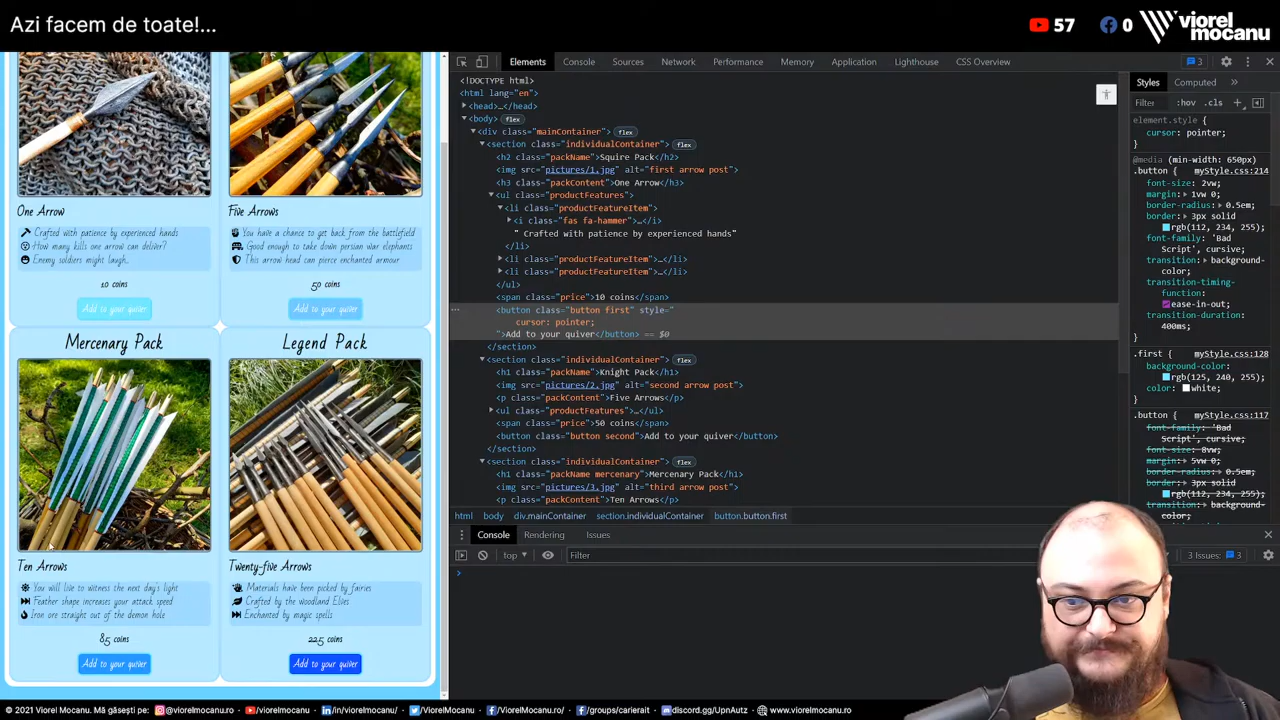 Azi facem de toate!...
57
0
viorel
mocanu
One Arrow
Crafted with patience by experienced hands
How many kills one arrow can deliver?
Enemy soldiers might laugh...
10 coins
Add to your quiver
Five Arrows
You have a chance to get back from the battlefield
Good enough to take down persian war elephants
This arrow head can pierce enchanted armour
50 coins
Add to your quiver
Mercenary Pack
Ten Arrows
You will live to witness the next day's light
Feather shape increases your attack speed
Iron ore straight out of the demon hole
85 coins
Add to your quiver
Legend Pack
Twenty-five Arrows
Materials have been picked by fairies
Crafted by the Woodland Elves
Enchanted by magic spells
225 coins
Add to your quiver
Elements Console Sources Network Performance Memory Application Lighthouse CSS Overview 3
<!DOCTYPE html>
<html lang="en">
<head>…</head>
<body> flex
<div class="mainContainer"> flex
<section class="individualContainer"> flex
<h2 class="packName">Squire Pack</h2>
<img src="pictures/1.jpg" alt="first arrow post">
<h3 class="packContent">One Arrow</h3>
<ul class="productFeatures">
<li class="productFeatureItem">
<i class="fas fa-hammer">…</i>
" Crafted with patience by experienced hands"
</li>
<li class="productFeatureItem">…</li>
<li class="productFeatureItem">…</li>
</ul>
<span class="price">10 coins</span>
<button class="button first" style="
cursor: pointer;
">Add to your quiver</button> == $0
</section>
<section class="individualContainer"> flex
<h1 class="packName">Knight Pack</h1>
<img src="pictures/2.jpg" alt="second arrow post">
<p class="packContent">Five Arrows</p>
<ul class="productFeatures">…</ul>
<span class="price">50 coins</span>
<button class="button second">Add to your quiver</button>
</section>
<section class="individualContainer"> flex
<h1 class="packName mercenary">Mercenary Pack</h1>
<img src="pictures/3.jpg" alt="third arrow post">
<p class="packContent">Ten Arrows</p>
html body div.mainContainer section.individualContainer button.button.first
Styles Computed »
Filter :hov .cls +
element.style {
cursor: pointer;
}
@media (min-width: 650px)
.button { myStyle.css:214
font-size: 2vw;
margin: 1vw 0;
border-radius: 0.5em;
border: 3px solid
rgb(112, 234, 255);
font-family: 'Bad
Script', cursive;
transition: background-
color;
transition-timing-
function:
ease-in-out;
transition-duration:
400ms;
}
.first { myStyle.css:128
background-color:
rgb(125, 240, 255);
color: white;
}
.button { myStyle.css:117
font-family: 'Bad
Script', cursive;
font-size: 8vw;
margin: 5vw 0;
border-radius: 0.5em;
border: 3px solid
rgb(112, 234, 255);
transition:
background-
color;
Console Rendering Issues
top Filter 3 Issues: 3
© 2021 Viorel Mocanu. Mă găsești pe: @viorelmocanu.ro /viorelmocanu /in/viorelmocanu/ /ViorelMocanu /ViorelMocanu.ro/ /groups/carierait discord.gg/UpnAutz www.viorelmocanu.ro